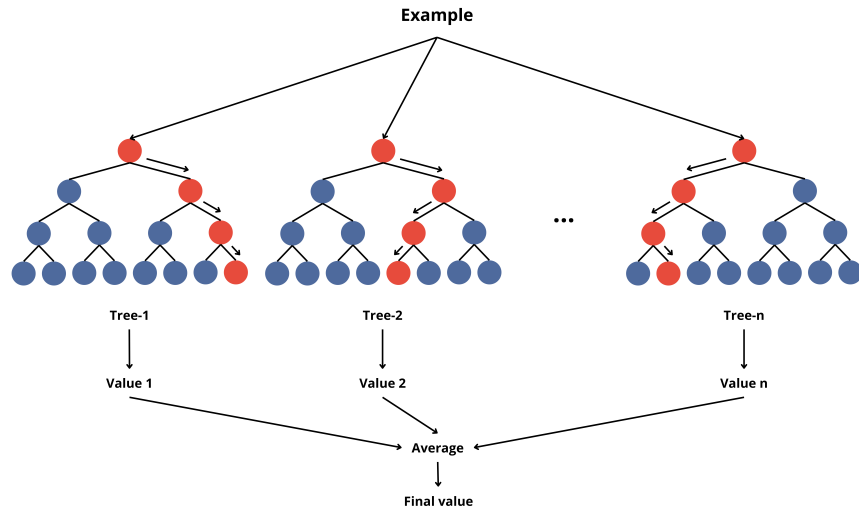 Example
...
Tree-1
Tree-2
Tree-n
Value 1
Value 2
Value n
Average
Final value